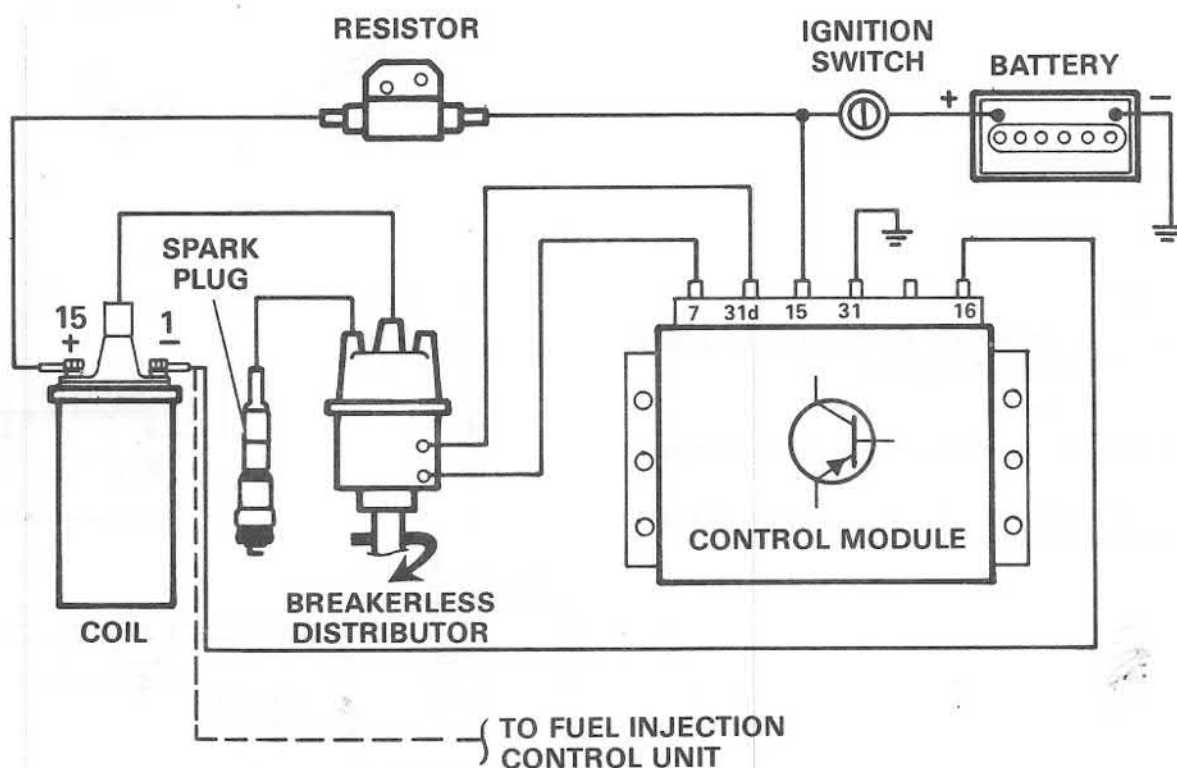 RESISTOR
IGNITION
SWITCH
BATTERY
+ −
SPARK
PLUG
15
+
1
−
7 31d 15 31 16
CONTROL MODULE
COIL
BREAKERLESS
DISTRIBUTOR
TO FUEL INJECTION
CONTROL UNIT